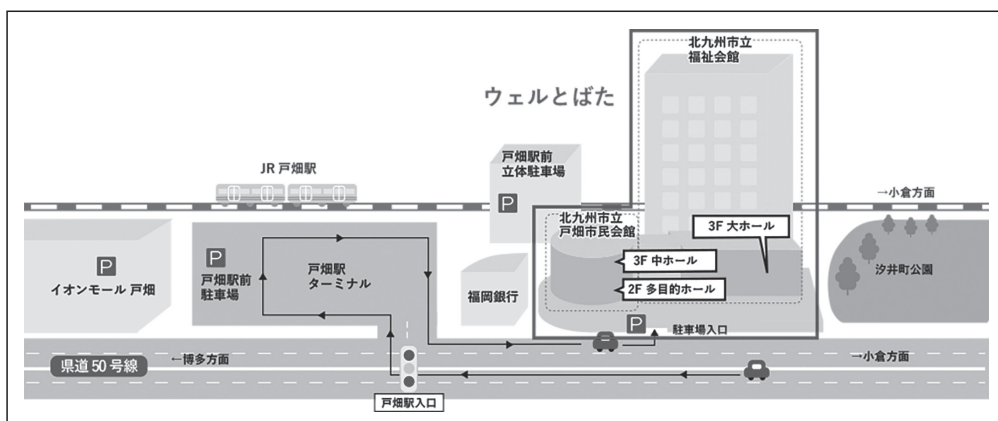 北九州市立
福祉会館
ウェルとばた
戸畑駅前
立体駐車場
P
JR 戸畑駅
→小倉方面
北九州市立
戸畑市民会館
3F 大ホール
3F 中ホール
2F 多目的ホール
P
イオンモール 戸畑
P
戸畑駅前
駐車場
戸畑駅
ターミナル
福岡銀行
汐井町公園
P
駐車場入口
県道 50 号線
←博多方面
→小倉方面
戸畑駅入口